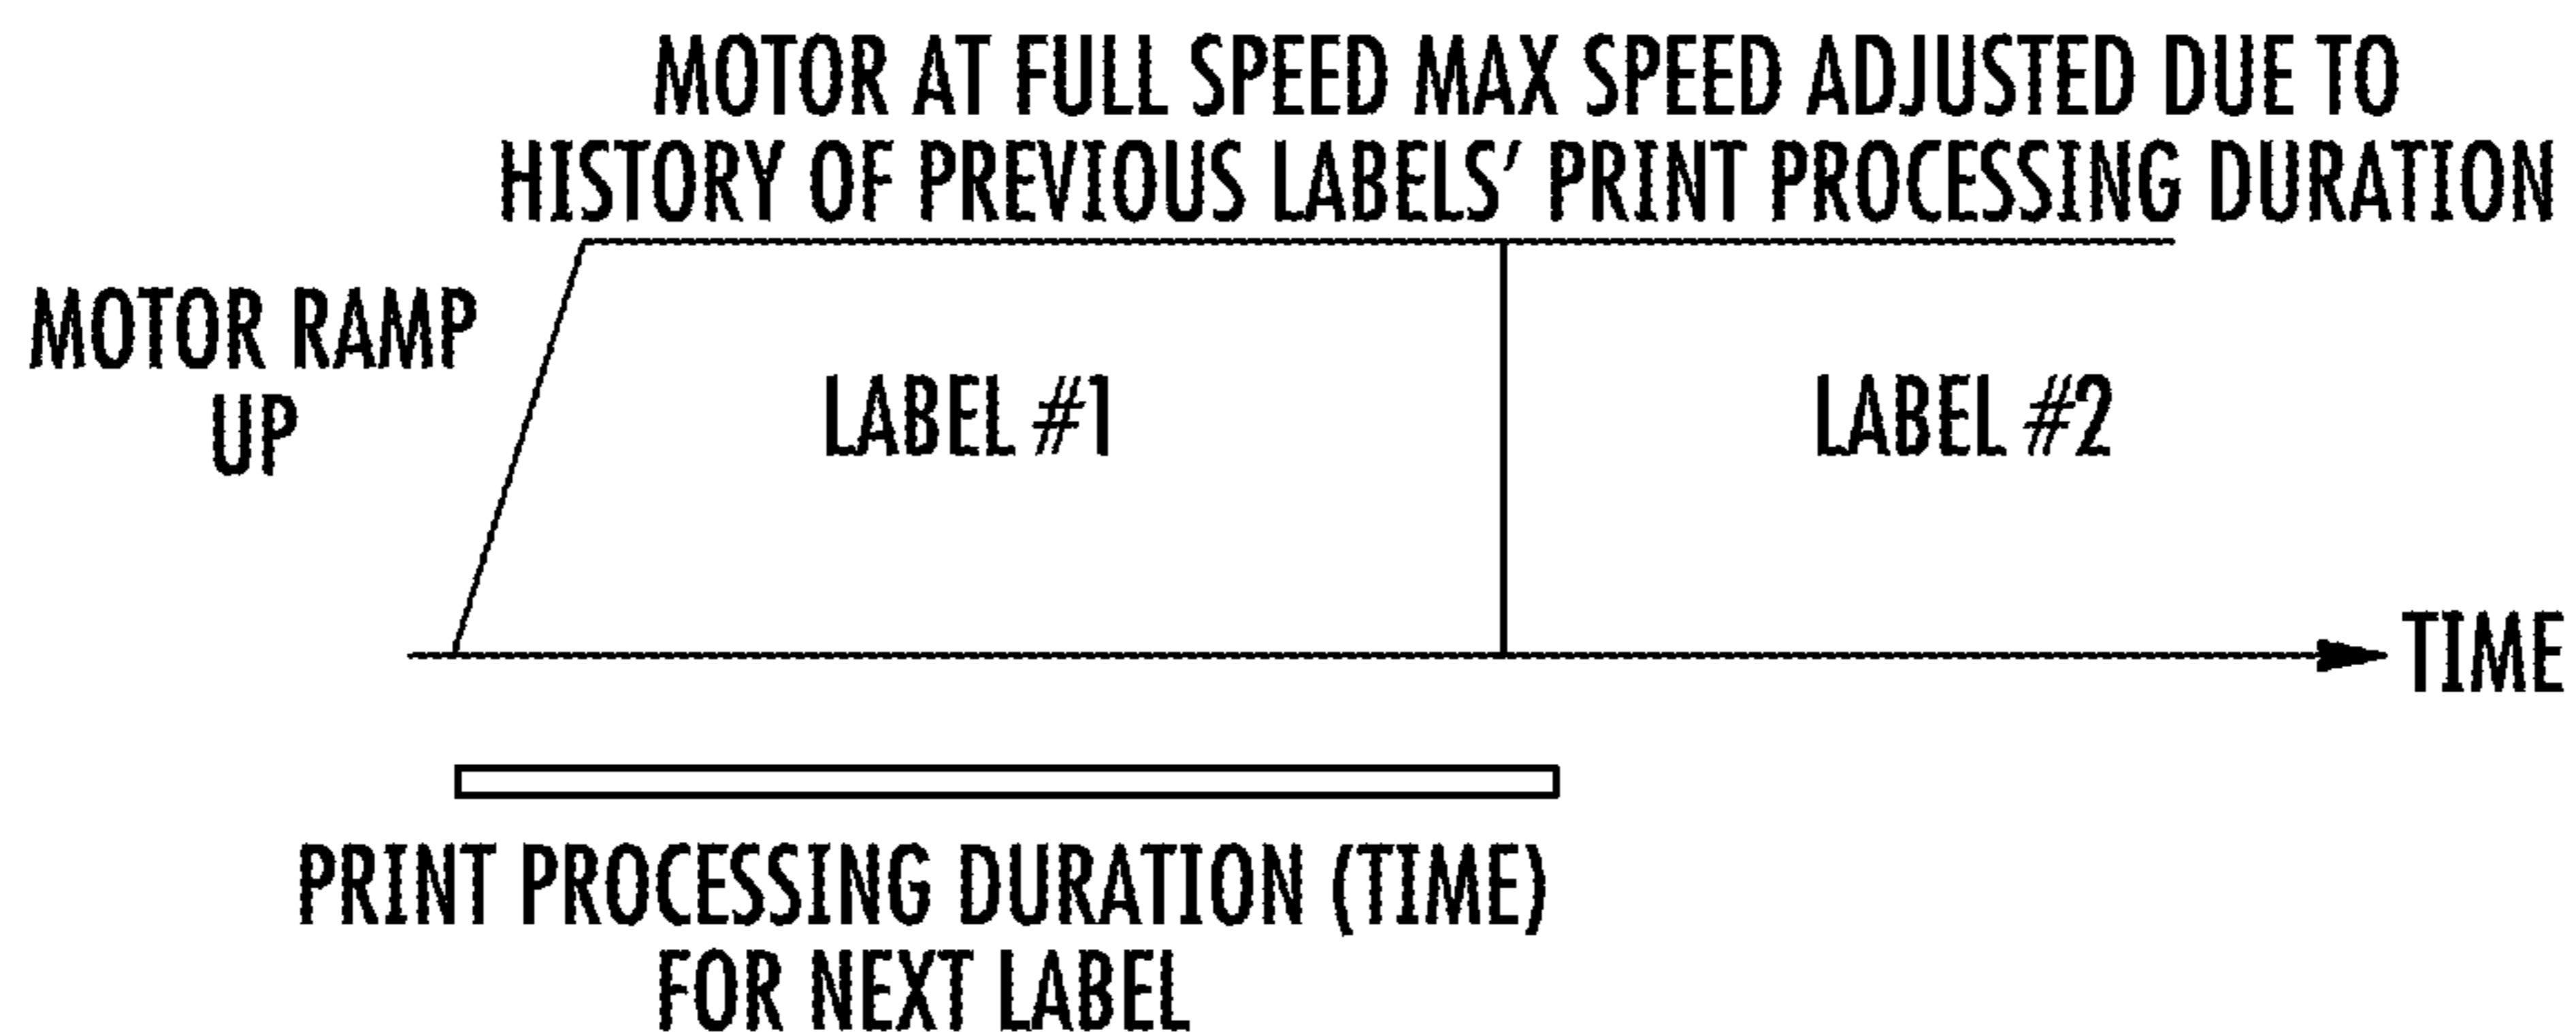 MOTOR AT FULL SPEED MAX SPEED ADJUSTED DUE TO
HISTORY OF PREVIOUS LABELS' PRINT PROCESSING DURATION
MOTOR RAMP
UP
LABEL #1
LABEL #2
TIME
PRINT PROCESSING DURATION (TIME)
FOR NEXT LABEL